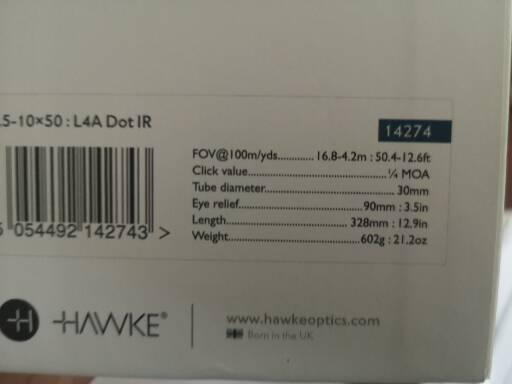 .5-10×50 : L4A Dot IR
14274
FOV@100m/yds............ 16.8-4.2m : 50.4-12.6ft
Click value.............................................¼ MOA
Tube diameter.......................................... 30mm
Eye relief........................................90mm : 3.5in
Length........................................ 328mm : 12.9in
Weight..........................................602g : 21.2oz
5 054492 142743 >
HAWKE®
www.hawkeoptics.com
Born in the UK